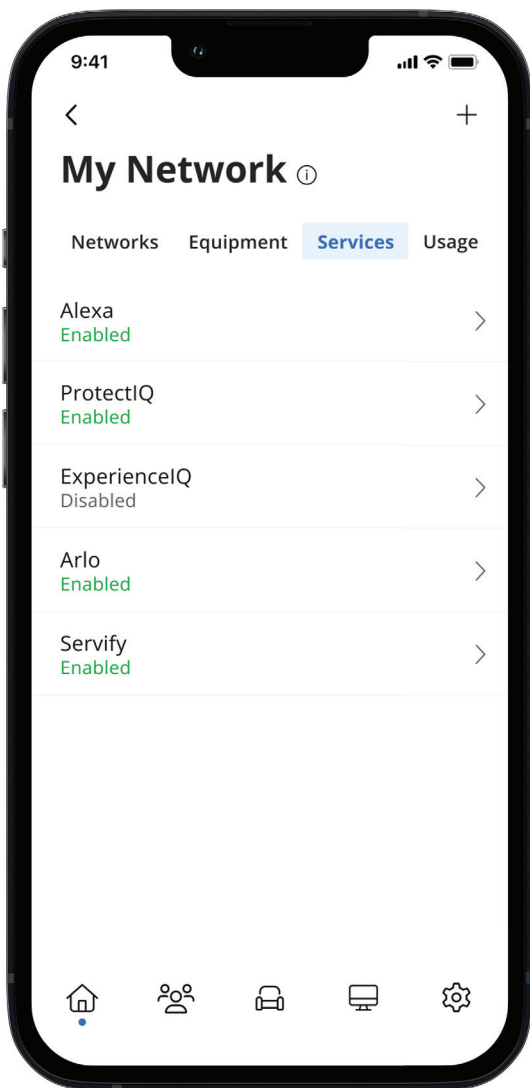 9:41
My Network
Networks Equipment Services Usage
Alexa
Enabled
ProtectIQ
Enabled
ExperienceIQ
Disabled
Arlo
Enabled
Servify
Enabled